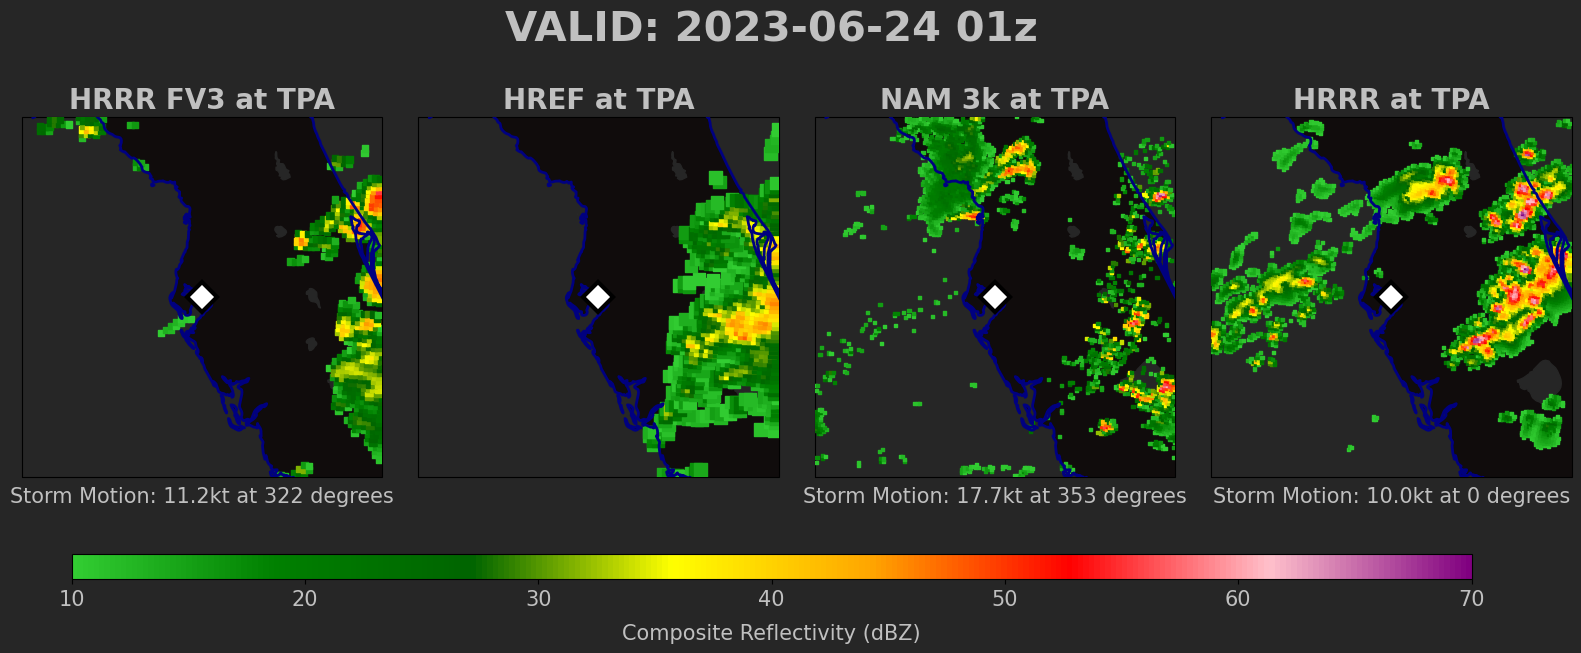 VALID: 2023-06-24 01z
HRRR FV3 at TPA
HREF at TPA
NAM 3k at TPA
HRRR at TPA
Storm Motion: 11.2kt at 322 degrees
Storm Motion: 17.7kt at 353 degrees
Storm Motion: 10.0kt at 0 degrees
10 20 30 40 50 60 70
Composite Reflectivity (dBZ)